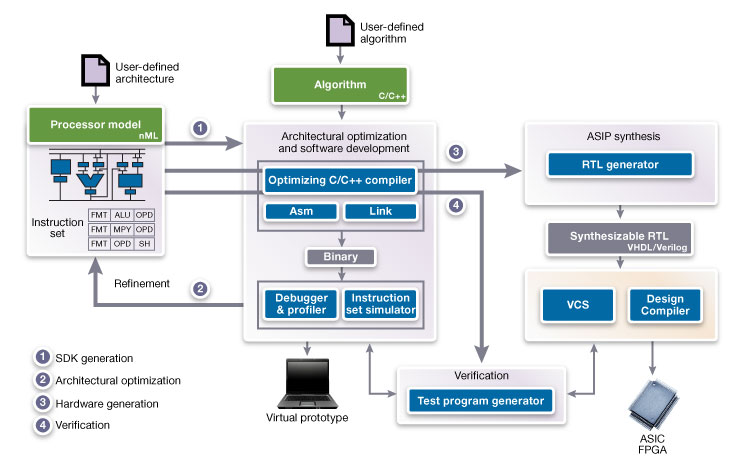 User-defined
algorithm
User-defined
architecture
Algorithm
C/C++
Processor model
nML
1
Architectural optimization
and software development
3
ASIP synthesis
RTL generator
Optimizing C/C++ compiler
4
Asm
Link
Instruction
set
FMT ALU OPD
FMT MPY OPD
FMT OPD SH
Synthesizable RTL
VHDL/Verilog
Binary
Refinement
2
Debugger
& profiler
Instruction
set simulator
VCS
Design
Compiler
1 SDK generation
2 Architectural optimization
3 Hardware generation
4 Verification
Virtual prototype
Verification
Test program generator
ASIC
FPGA